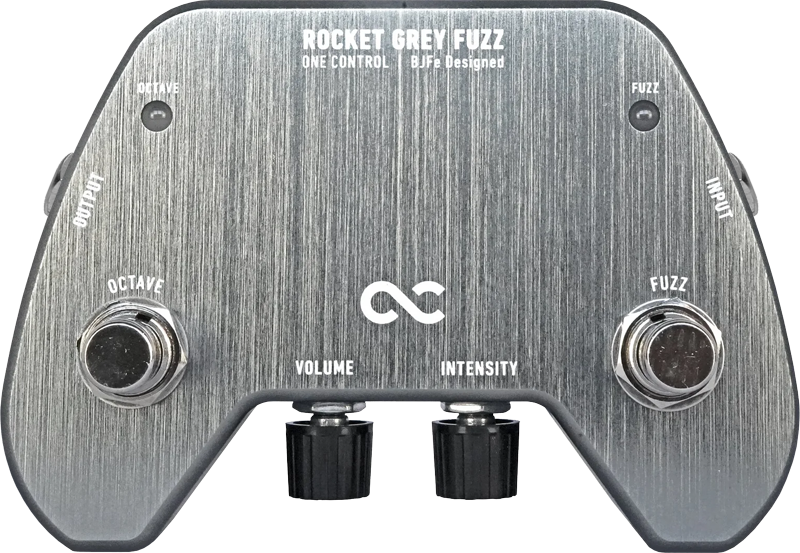 ROCKET GREY FUZZ
ONE CONTROL | BJFe Designed
OCTAVE
FUZZ
OUTPUT
INPUT
OCTAVE
FUZZ
VOLUME
INTENSITY